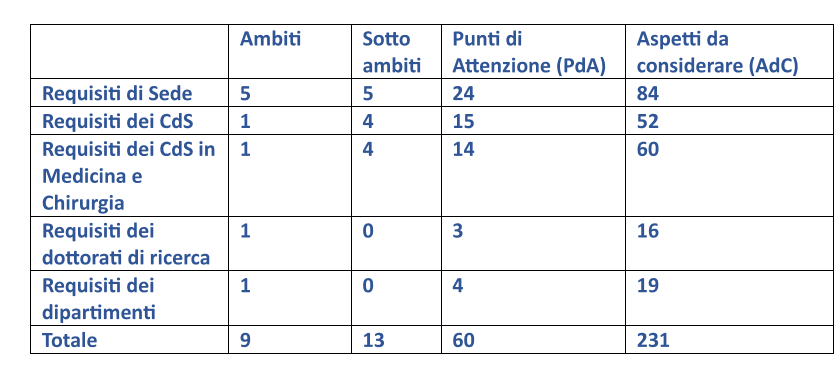 Ambiti Sotto ambiti Punti di Attenzione (PdA) Aspetti da considerare (AdC)
Requisiti di Sede 5 5 24 84
Requisiti dei CdS 1 4 15 52
Requisiti dei CdS in Medicina e Chirurgia 1 4 14 60
Requisiti dei dottorati di ricerca 1 0 3 16
Requisiti dei dipartimenti 1 0 4 19
Totale 9 13 60 231